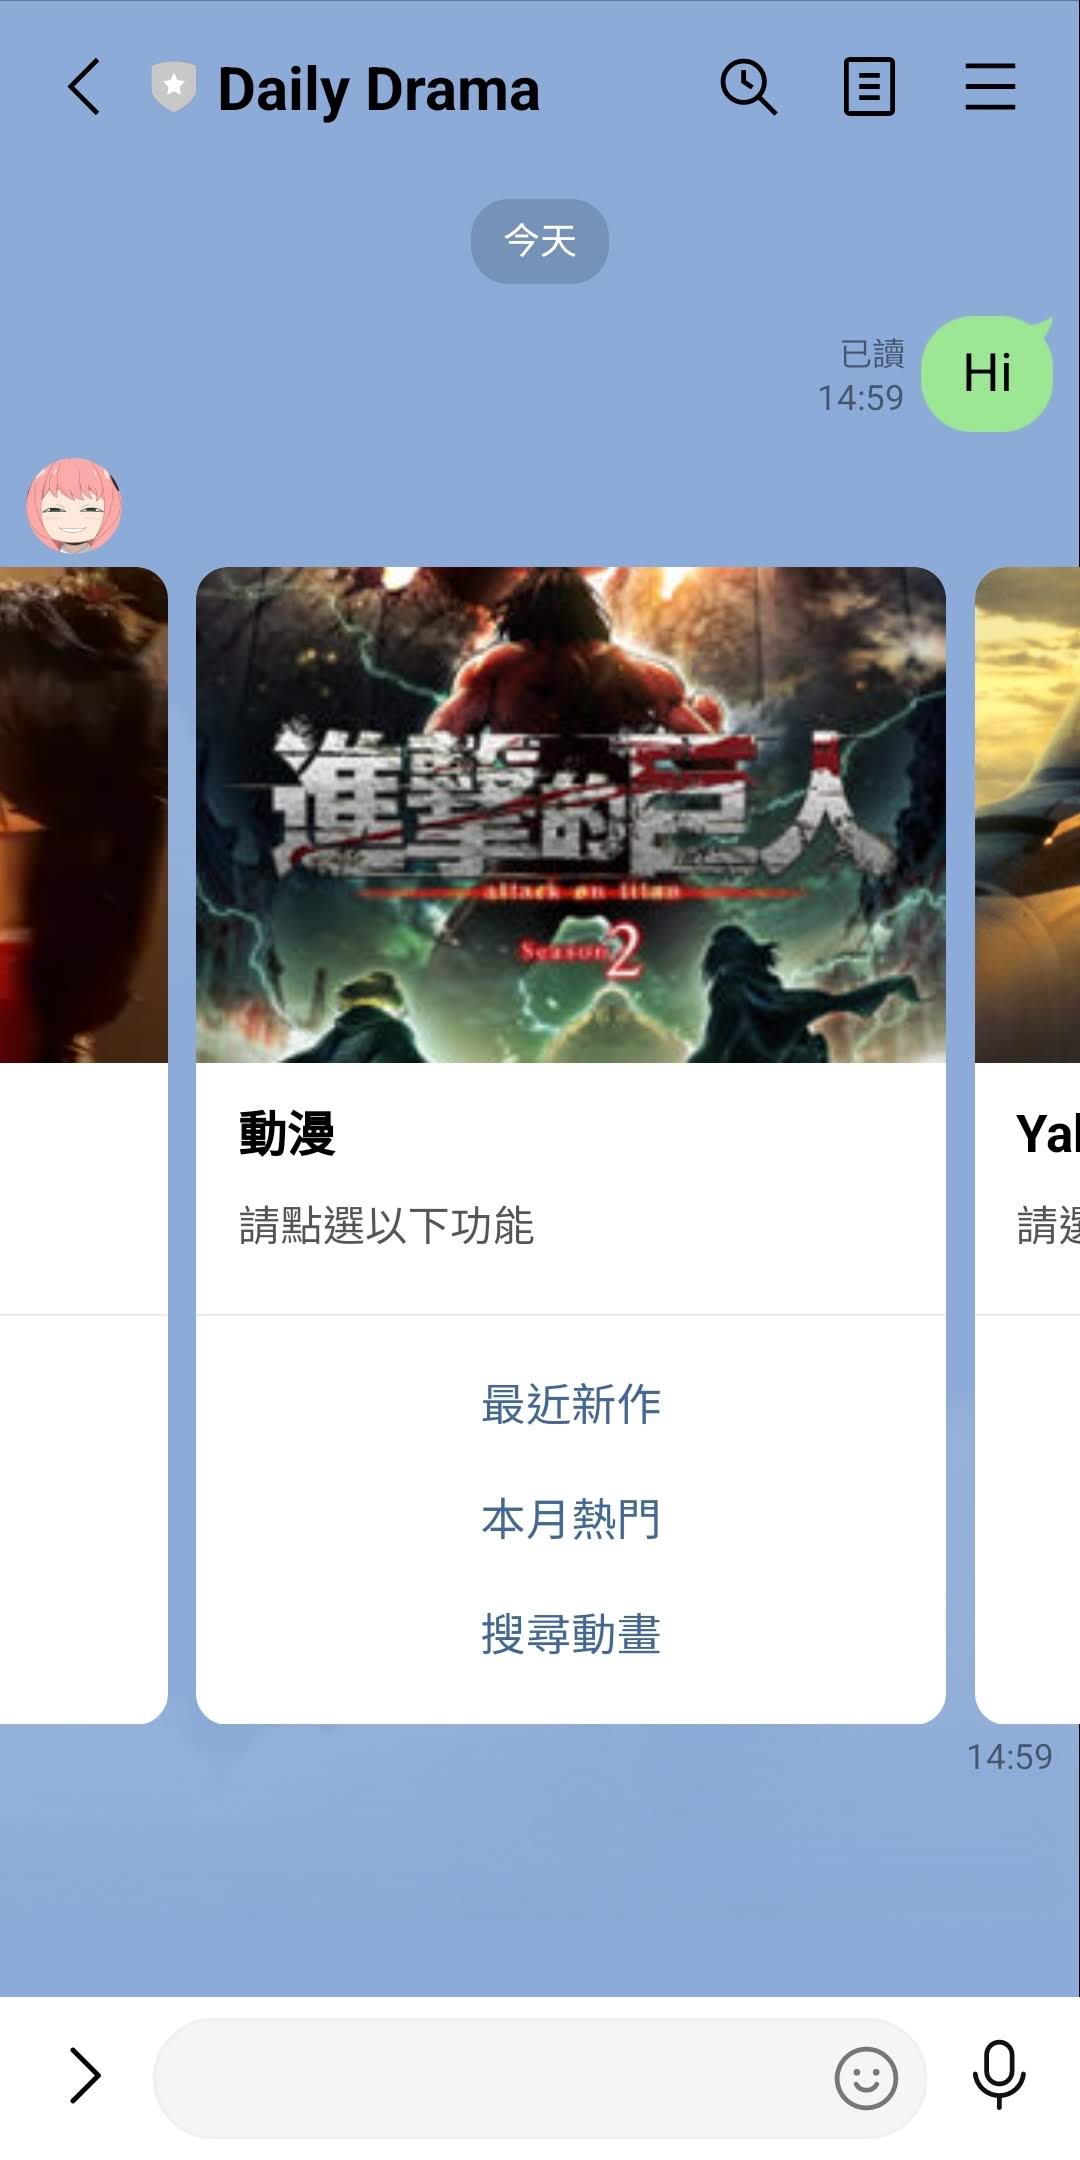 Daily Drama
今天
已讀
14:59
Hi
進擊的巨人
attack on titan
Season 2
動漫
請點選以下功能
最近新作
本月熱門
搜尋動畫
Ya
請
14:59